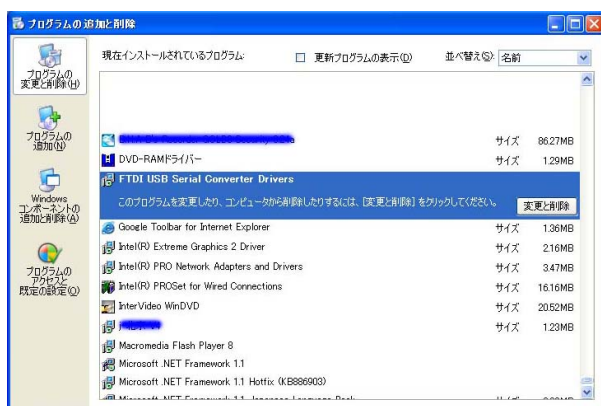 プログラムの追加と削除
プログラムの
変更と削除(H)
プログラムの
追加(N)
Windows
コンポーネントの
追加と削除(A)
プログラムの
アクセスと
既定の設定(O)
現在インストールされているプログラム:
更新プログラムの表示(D)
並べ替え(S): 名前
サイズ 86.27MB
DVD-RAMドライバー サイズ 1.29MB
FTDI USB Serial Converter Drivers
このプログラムを変更したり、コンピュータから削除したりするには、[変更と削除] をクリックしてください。 変更と削除
Google Toolbar for Internet Explorer サイズ 1.36MB
Intel(R) Extreme Graphics 2 Driver サイズ 2.16MB
Intel(R) PRO Network Adapters and Drivers サイズ 3.47MB
Intel(R) PROSet for Wired Connections サイズ 16.16MB
InterVideo WinDVD サイズ 20.52MB
サイズ 1.23MB
Macromedia Flash Player 8
Microsoft .NET Framework 1.1
Microsoft .NET Framework 1.1 Hotfix (KB886903)
Microsoft .NET Framework 1.1 Japanese Language Pack